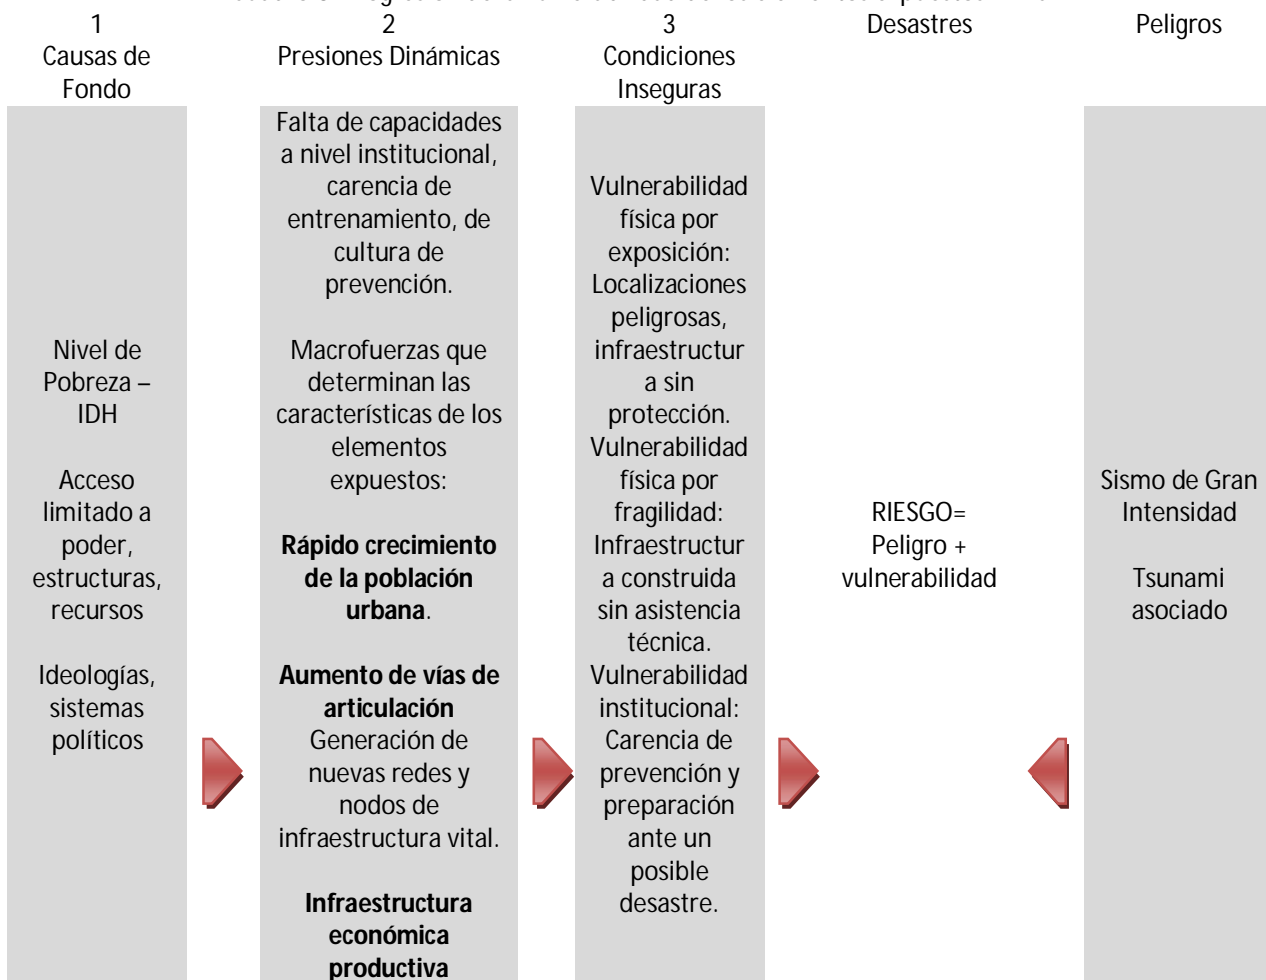 1
Causas de
Fondo
2
Presiones Dinámicas
3
Condiciones
Inseguras
Desastres
Peligros
Nivel de
Pobreza –
IDH
Acceso
limitado a
poder,
estructuras,
recursos
Ideologías,
sistemas
políticos
Falta de capacidades
a nivel institucional,
carencia de
entrenamiento, de
cultura de
prevención.
Macrofuerzas que
determinan las
características de los
elementos
expuestos:
Rápido crecimiento
de la población
urbana.
Aumento de vías de
articulación
Generación de
nuevas redes y
nodos de
infraestructura vital.
Infraestructura
económica
productiva
Vulnerabilidad
física por
exposición:
Localizaciones
peligrosas,
infraestructur
a sin
protección.
Vulnerabilidad
física por
fragilidad:
Infraestructur
a construida
sin asistencia
técnica.
Vulnerabilidad
institucional:
Carencia de
prevención y
preparación
ante un
posible
desastre.
RIESGO=
Peligro +
vulnerabilidad
Sismo de Gran
Intensidad
Tsunami
asociado